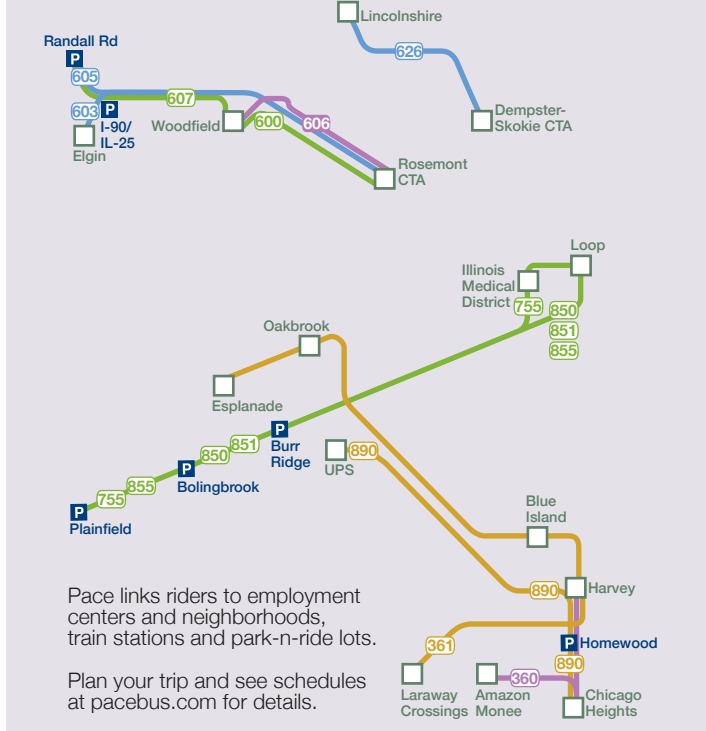 Lincolnshire
626
Dempster-
Skokie CTA
Randall Rd
P
605
607
603
P
I-90/
IL-25
Elgin
Woodfield
600
606
Rosemont
CTA
Loop
Illinois
Medical
District
755
850
851
855
Oakbrook
Esplanade
P
Burr
Ridge
851
850
P
Bolingbrook
855
755
P
Plainfield
890
UPS
Blue
Island
890
Harvey
P Homewood
361
890
360
Laraway
Crossings
Amazon
Monee
Chicago
Heights
Pace links riders to employment
centers and neighborhoods,
train stations and park-n-ride lots.
Plan your trip and see schedules
at pacebus.com for details.